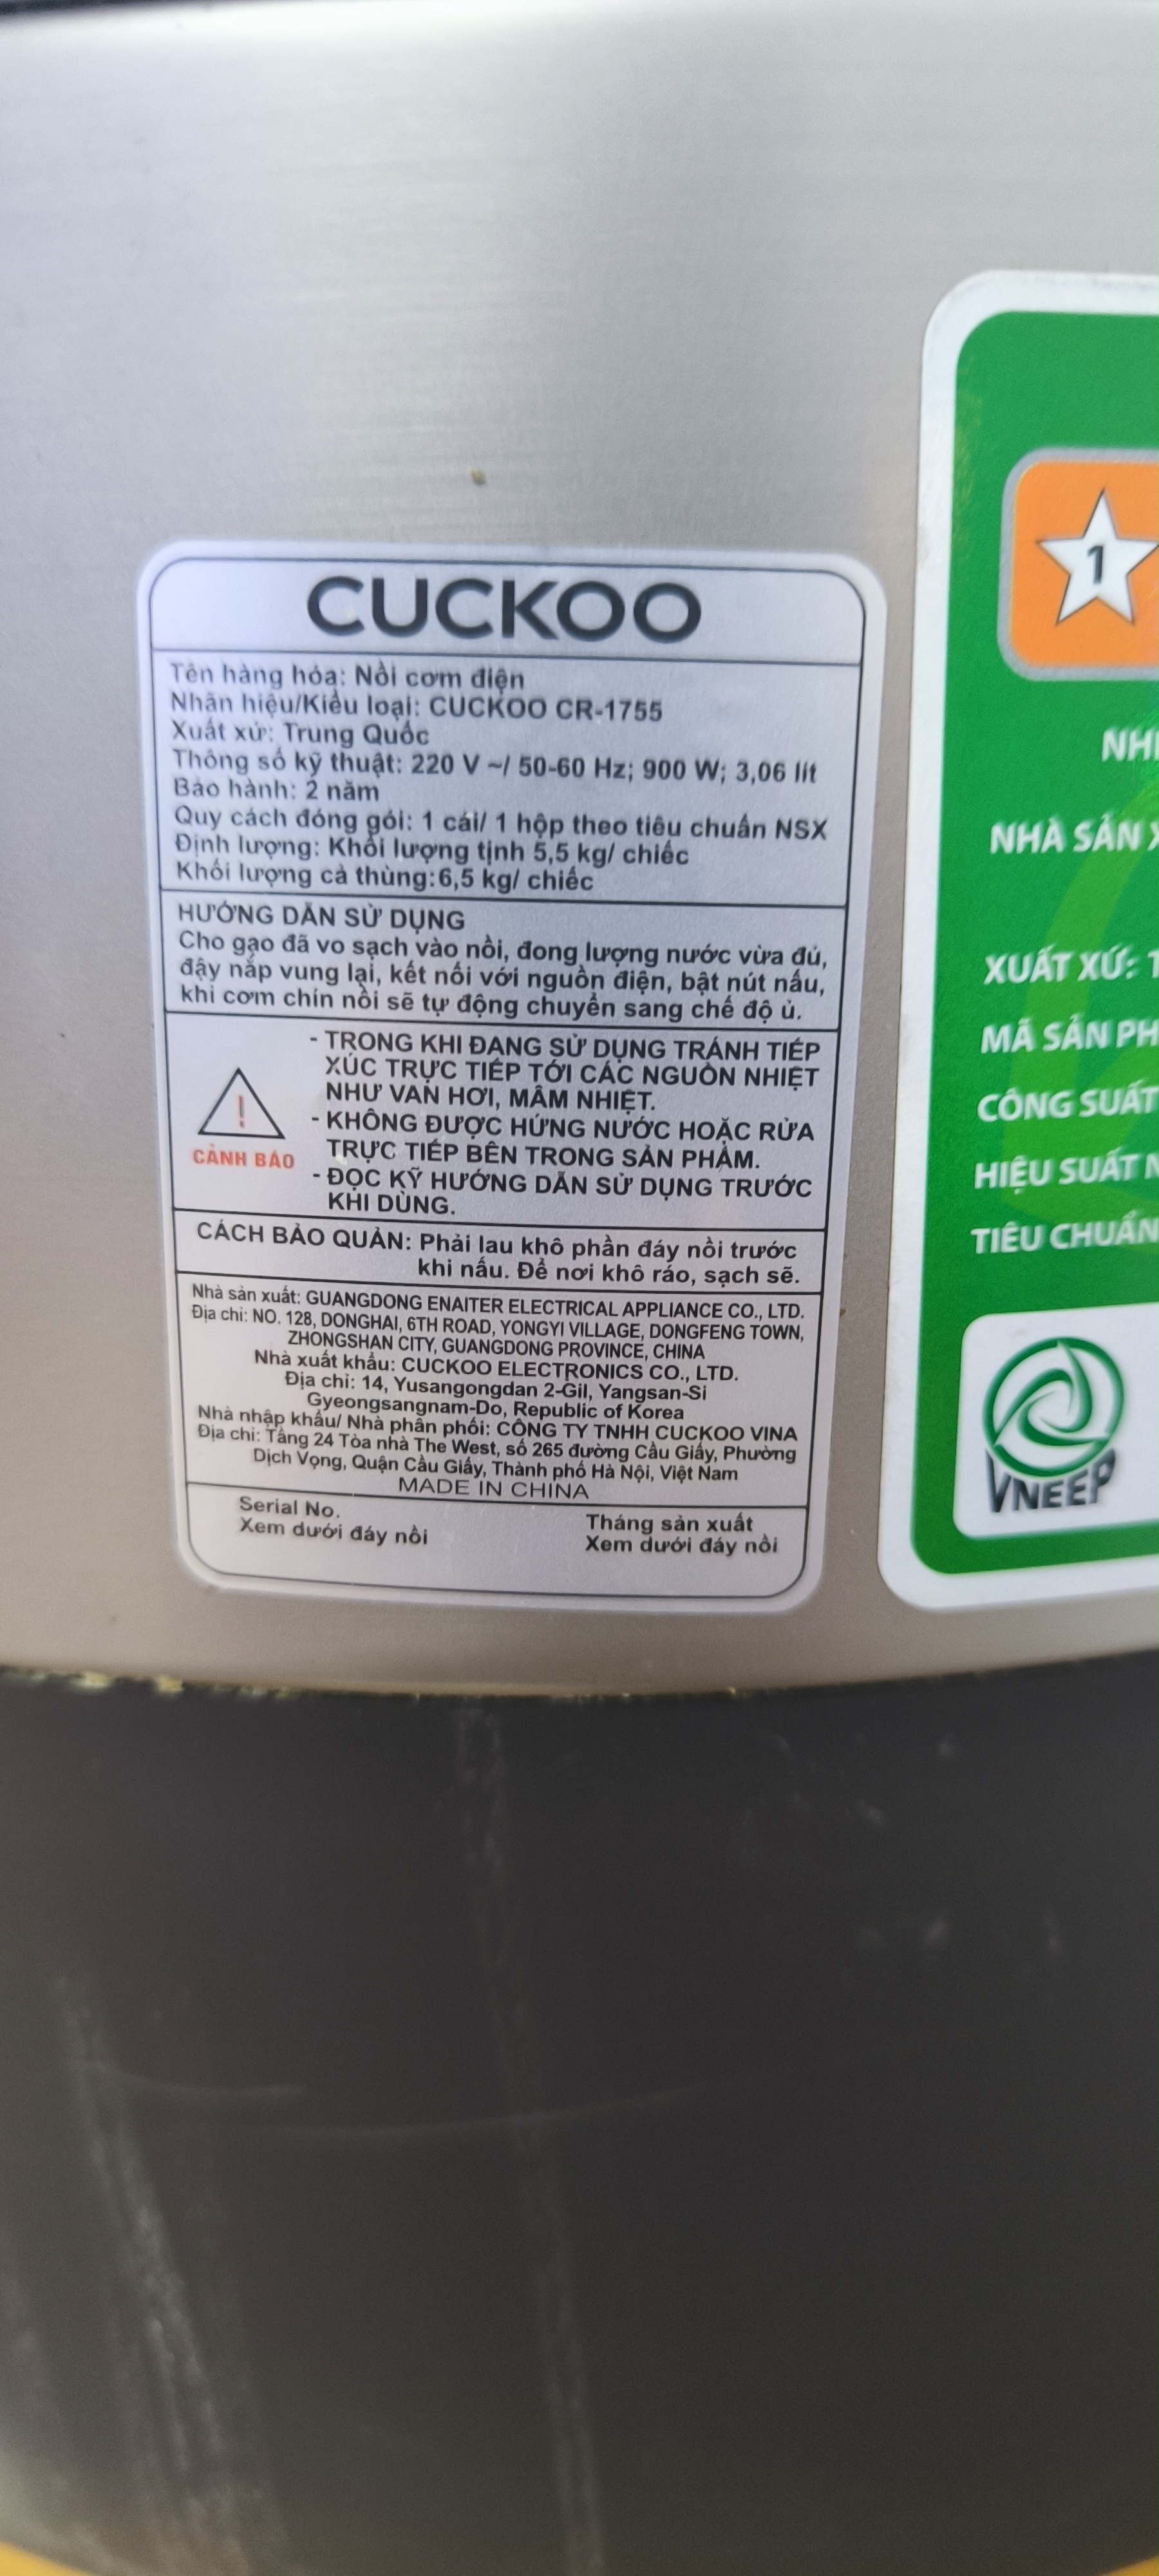 CUCKOO
Tên hàng hóa: Nồi cơm điện
Nhãn hiệu/Kiểu loại: CUCKOO CR-1755
Xuất xứ: Trung Quốc
Thông số kỹ thuật: 220 V ~/ 50-60 Hz; 900 W; 3,06 lít
Bảo hành: 2 năm
Quy cách đóng gói: 1 cái/ 1 hộp theo tiêu chuẩn NSX
Định lượng: Khối lượng tịnh 5,5 kg/ chiếc
Khối lượng cả thùng:6,5 kg/ chiếc
HƯỚNG DẪN SỬ DỤNG
Cho gạo đã vo sạch vào nồi, đong lượng nước vừa đủ,
đậy nắp vung lại, kết nối với nguồn điện, bật nút nấu,
khi cơm chín nồi sẽ tự động chuyển sang chế độ ủ.
- TRONG KHI ĐANG SỬ DỤNG TRÁNH TIẾP
XÚC TRỰC TIẾP TỚI CÁC NGUỒN NHIỆT
NHƯ VAN HƠI, MÂM NHIỆT.
- KHÔNG ĐƯỢC HỨNG NƯỚC HOẶC RỬA
TRỰC TIẾP BÊN TRONG SẢN PHẨM.
- ĐỌC KỸ HƯỚNG DẪN SỬ DỤNG TRƯỚC
KHI DÙNG.
!
CẢNH BÁO
CÁCH BẢO QUẢN: Phải lau khô phần đáy nồi trước
khi nấu. Để nơi khô ráo, sạch sẽ.
Nhà sản xuất: GUANGDONG ENAITER ELECTRICAL APPLIANCE CO., LTD.
Địa chỉ: NO. 128, DONGHAI, 6TH ROAD, YONGYI VILLAGE, DONGFENG TOWN,
ZHONGSHAN CITY, GUANGDONG PROVINCE, CHINA
Nhà xuất khẩu: CUCKOO ELECTRONICS CO., LTD.
Địa chỉ: 14, Yusangongdan 2-Gil, Yangsan-Si
Gyeongsangnam-Do, Republic of Korea
Nhà nhập khẩu/ Nhà phân phối: CÔNG TY TNHH CUCKOO VINA
Địa chỉ: Tầng 24 Tòa nhà The West, số 265 đường Cầu Giấy, Phường
Dịch Vọng, Quận Cầu Giấy, Thành phố Hà Nội, Việt Nam
MADE IN CHINA
Serial No.
Xem dưới đáy nồi
Tháng sản xuất
Xem dưới đáy nồi
1
NHÀ SẢN
XUẤT XỨ:
MÃ SẢN
CÔNG SUẤT
HIỆU SUẤT
TIÊU CHUẨN
VNEEP